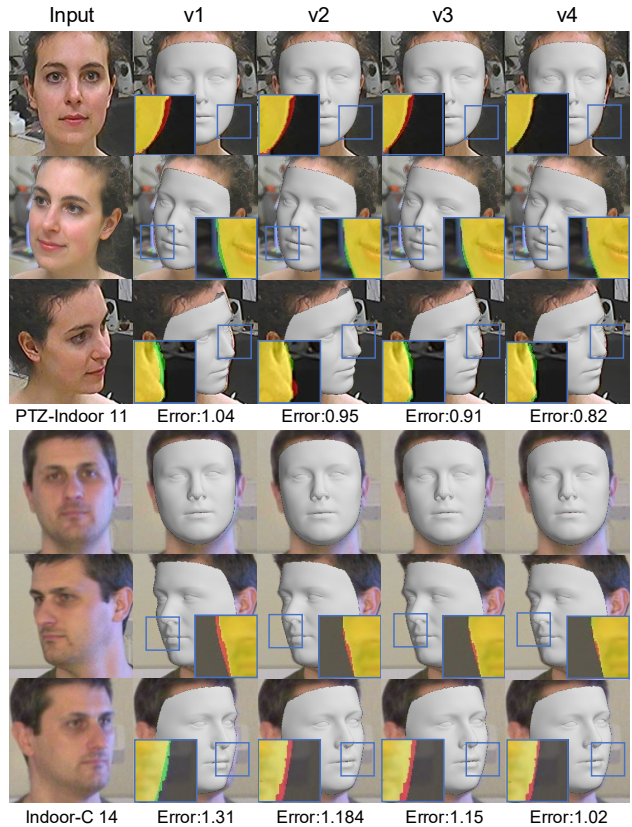 Input v1 v2 v3 v4
PTZ-Indoor 11 Error:1.04 Error:0.95 Error:0.91 Error:0.82
Indoor-C 14 Error:1.31 Error:1.184 Error:1.15 Error:1.02